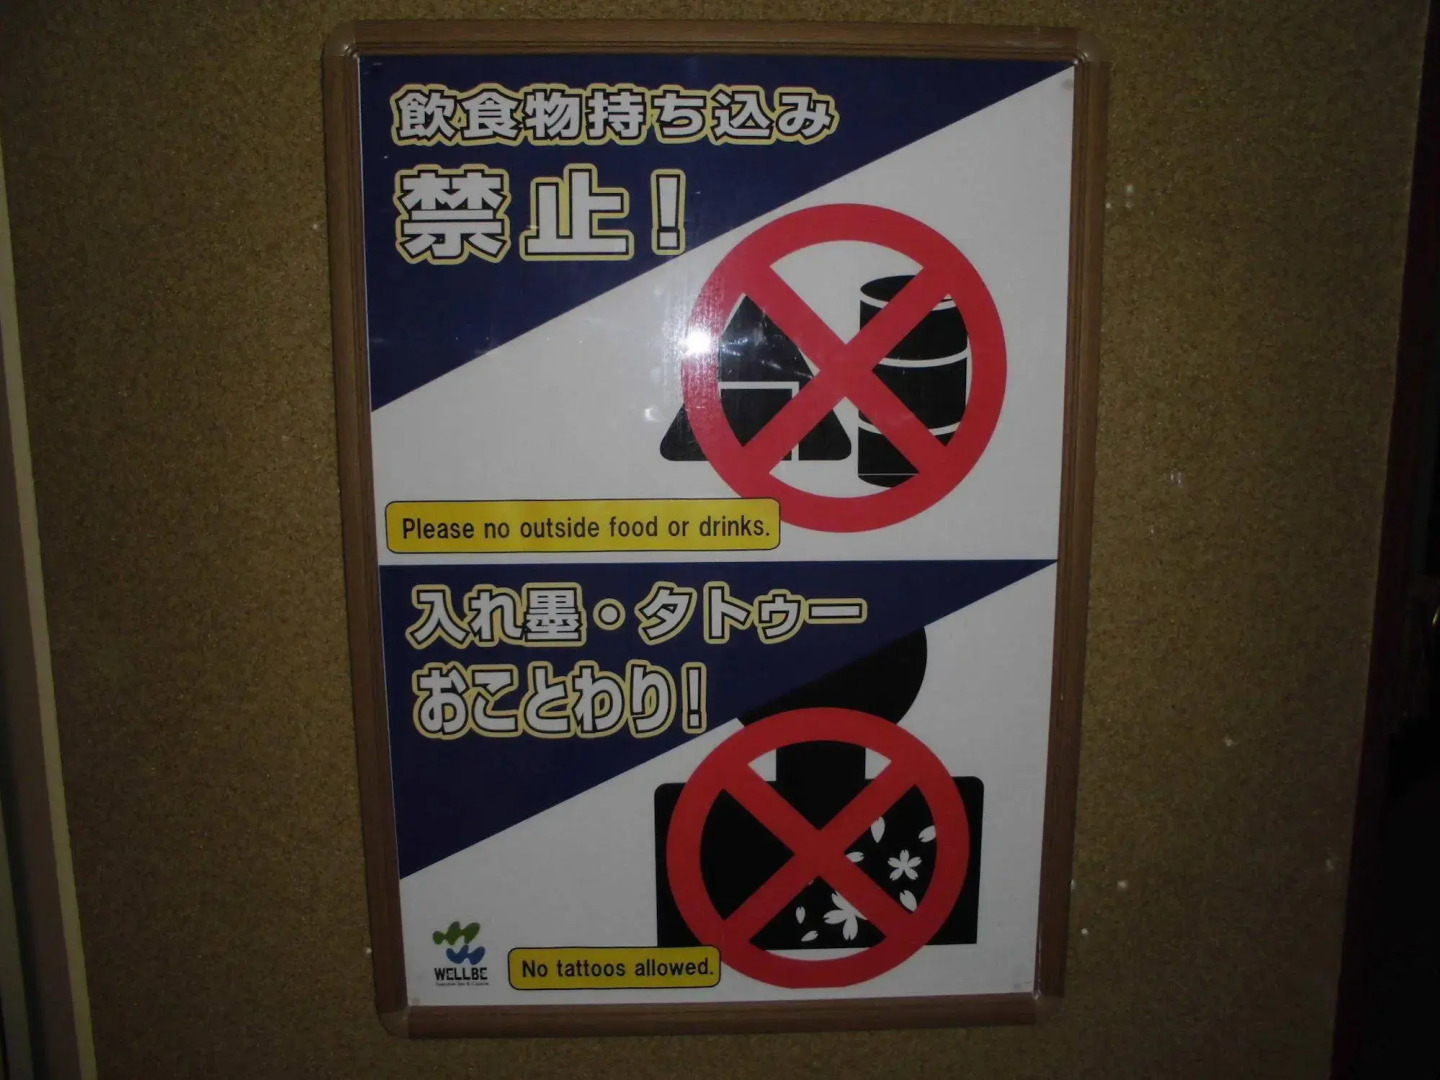 飲食物持ち込み
禁止!
Please no outside food or drinks.
入れ墨・タトゥー
おことわり!
WELLBE
No tattoos allowed.